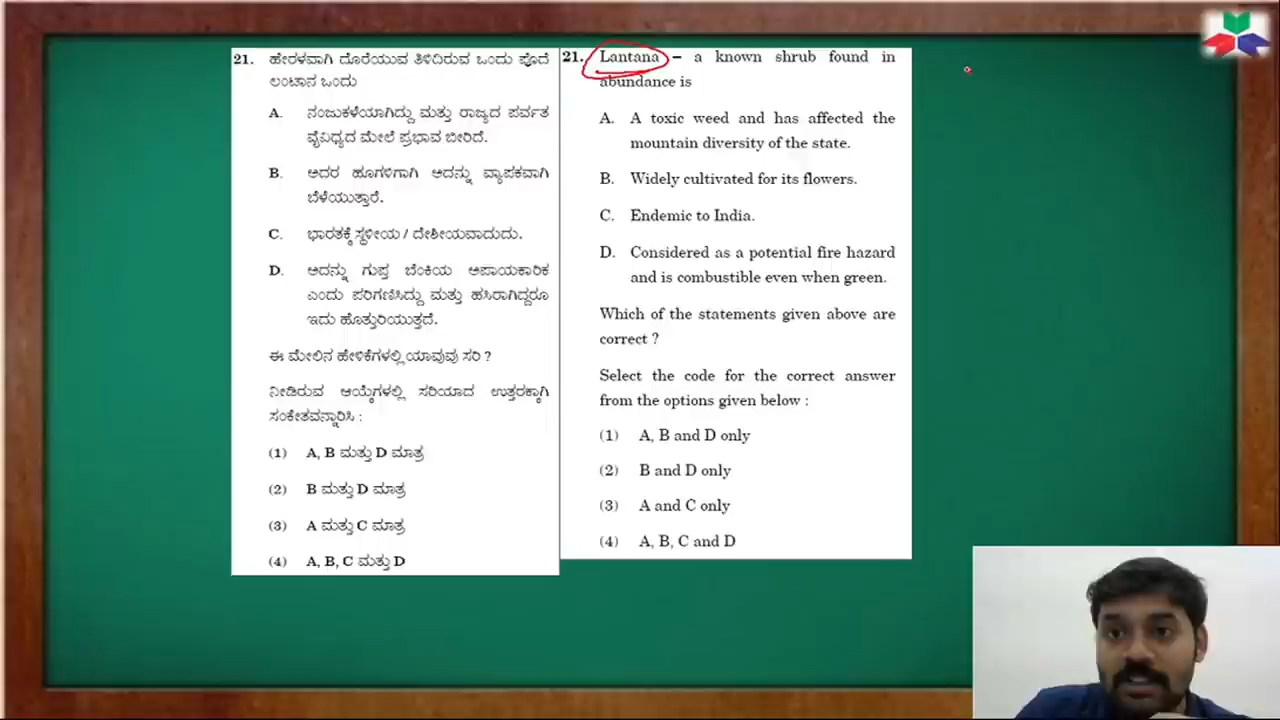 21. ಹೇರಳವಾಗಿ ದೊರೆಯುವ ತಿಳಿದಿರುವ ಒಂದು ಪೊದೆ
ಲಂಟಾನ ಒಂದು
A. ನಂಜುಕಳೆಯಾಗಿದ್ದು ಮತ್ತು ರಾಜ್ಯದ ಪರ್ವತ
ವೈವಿಧ್ಯದ ಮೇಲೆ ಪ್ರಭಾವ ಬೀರಿದೆ.
B. ಅದರ ಹೂಗಳಿಗಾಗಿ ಅದನ್ನು ವ್ಯಾಪಕವಾಗಿ
ಬೆಳೆಯುತ್ತಾರೆ.
C. ಭಾರತಕ್ಕೆ ಸ್ಥಳೀಯ / ದೇಶೀಯವಾದುದು.
D. ಅದನ್ನು ಗುಪ್ತ ಬೆಂಕಿಯ ಅಪಾಯಕಾರಿಕ
ಎಂದು ಪರಿಗಣಿಸಿದ್ದು ಮತ್ತು ಹಸಿರಾಗಿದ್ದರೂ
ಇದು ಹೊತ್ತುರಿಯುತ್ತದೆ.
ಈ ಮೇಲಿನ ಹೇಳಿಕೆಗಳಲ್ಲಿ ಯಾವುವು ಸರಿ ?
ನೀಡಿರುವ ಆಯ್ಕೆಗಳಲ್ಲಿ ಸರಿಯಾದ ಉತ್ತರಕ್ಕಾಗಿ
ಸಂಕೇತವನ್ನಾರಿಸಿ :
(1) A, B ಮತ್ತು D ಮಾತ್ರ
(2) B ಮತ್ತು D ಮಾತ್ರ
(3) A ಮತ್ತು C ಮಾತ್ರ
(4) A, B, C ಮತ್ತು D
21. Lantana – a known shrub found in
abundance is
A. A toxic weed and has affected the
mountain diversity of the state.
B. Widely cultivated for its flowers.
C. Endemic to India.
D. Considered as a potential fire hazard
and is combustible even when green.
Which of the statements given above are
correct ?
Select the code for the correct answer
from the options given below :
(1) A, B and D only
(2) B and D only
(3) A and C only
(4) A, B, C and D